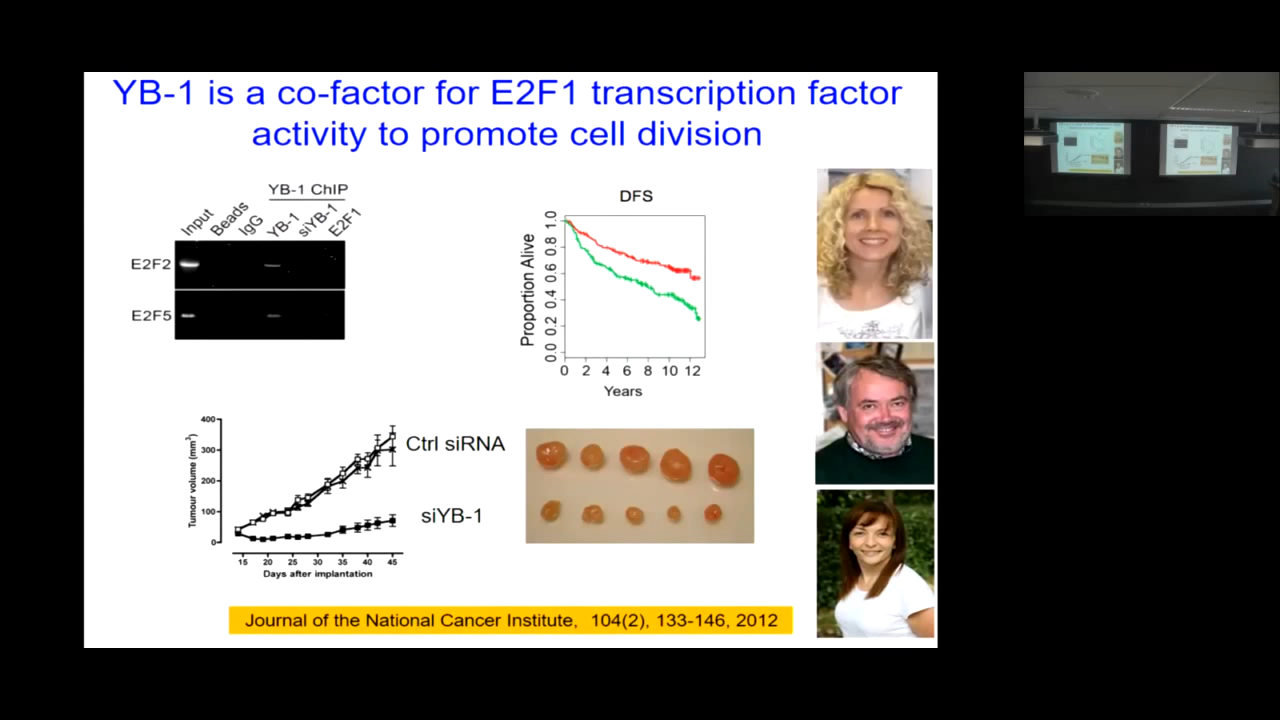 YB-1 is a co-factor for E2F1 transcription factor
activity to promote cell division
YB-1 ChIP
Input
Beads
IgG
YB-1
siYB-1
E2F1
E2F2
E2F5
DFS
Proportion Alive
1.
0.8
0.6
0.4
0.2
0.0
0 2 4 6 8 10 12
Years
Tumour volume (mm³)
400
300
200
100
0
15 20 25 30 35 40 45
Days after implantation
Ctrl siRNA
siYB-1
Journal of the National Cancer Institute, 104(2), 133-146, 2012